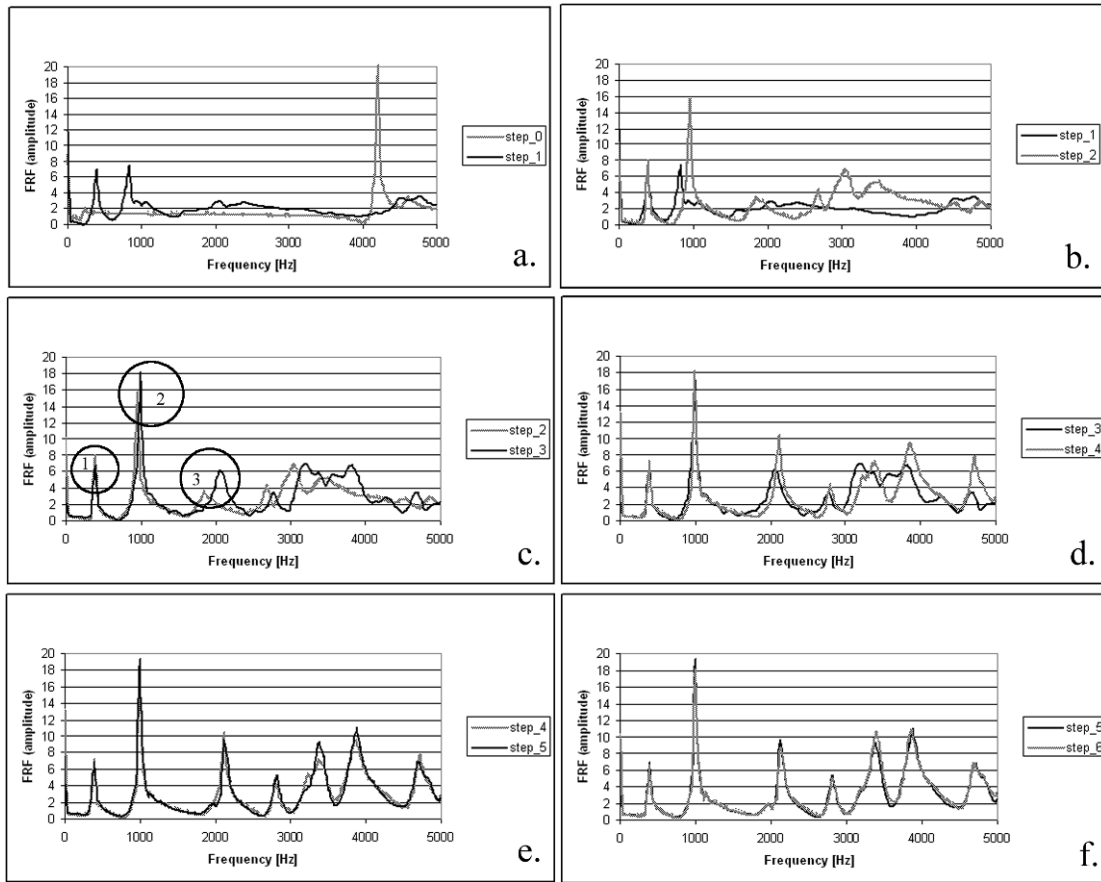 FRF (amplitude)
20
18
16
14
12
10
8
6
4
2
0
0 1000 2000 3000 4000 5000
Frequency [Hz]
step_0
step_1
a.
FRF (amplitude)
20
18
16
14
12
10
8
6
4
2
0
0 1000 2000 3000 4000 5000
Frequency [Hz]
step_1
step_2
b.
FRF (amplitude)
20
18
16
14
12
10
8
6
4
2
0
0 1000 2000 3000 4000 5000
Frequency [Hz]
1
2
3
step_2
step_3
c.
FRF (amplitude)
20
18
16
14
12
10
8
6
4
2
0
0 1000 2000 3000 4000 5000
Frequency [Hz]
step_3
step_4
d.
FRF (amplitude)
20
18
16
14
12
10
8
6
4
2
0
0 1000 2000 3000 4000 5000
Frequency [Hz]
step_4
step_5
e.
FRF (amplitude)
20
18
16
14
12
10
8
6
4
2
0
0 1000 2000 3000 4000 5000
Frequency [Hz]
step_5
step_6
f.